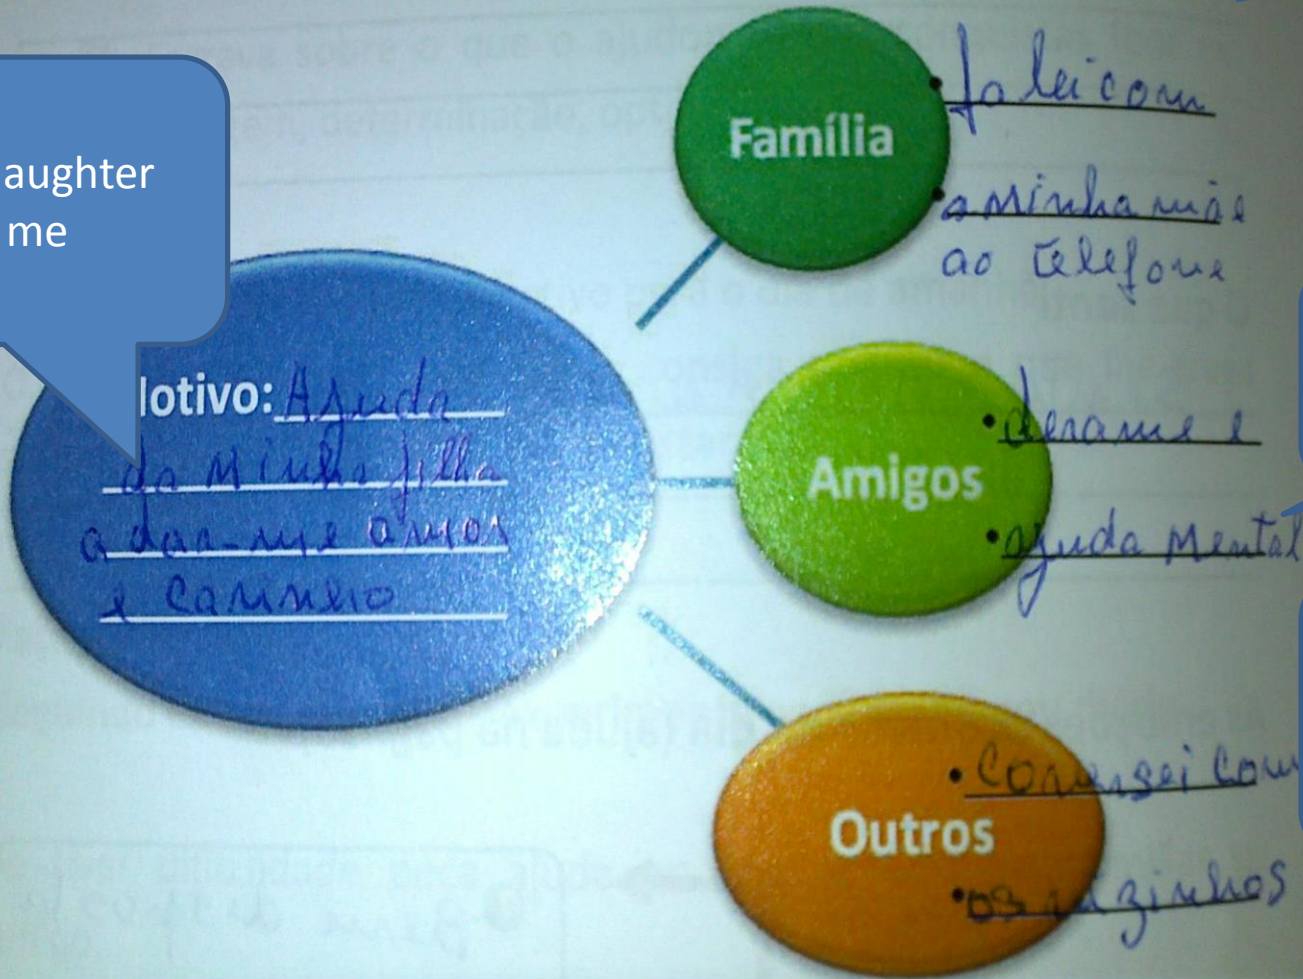 aughter
me
lotivo: Ajuda
da Minha filha
a dar-me amor
e carinho
Família
falei com
a Minha mãe
ao telefone
Amigos
derame e
ajuda Mental
Outros
Conversei com
os vizinhos